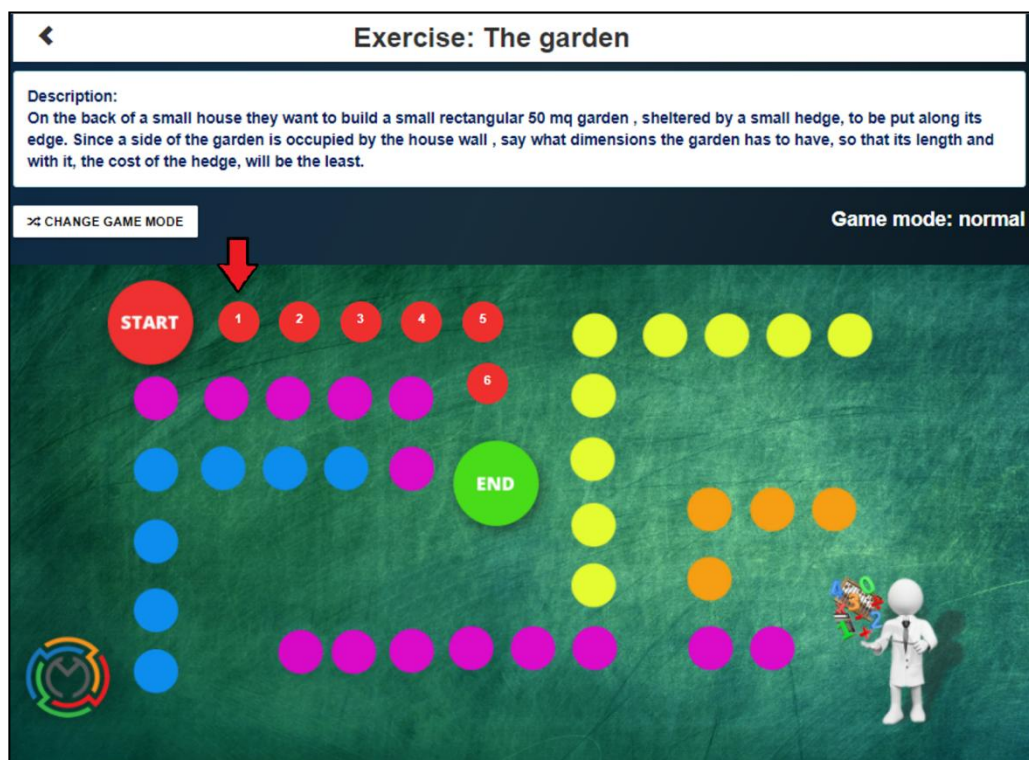 Exercise: The garden
Description:
On the back of a small house they want to build a small rectangular 50 mq garden , sheltered by a small hedge, to be put along its
edge. Since a side of the garden is occupied by the house wall , say what dimensions the garden has to have, so that its length and
with it, the cost of the hedge, will be the least.
CHANGE GAME MODE
Game mode: normal
START
1
2
3
4
5
6
END